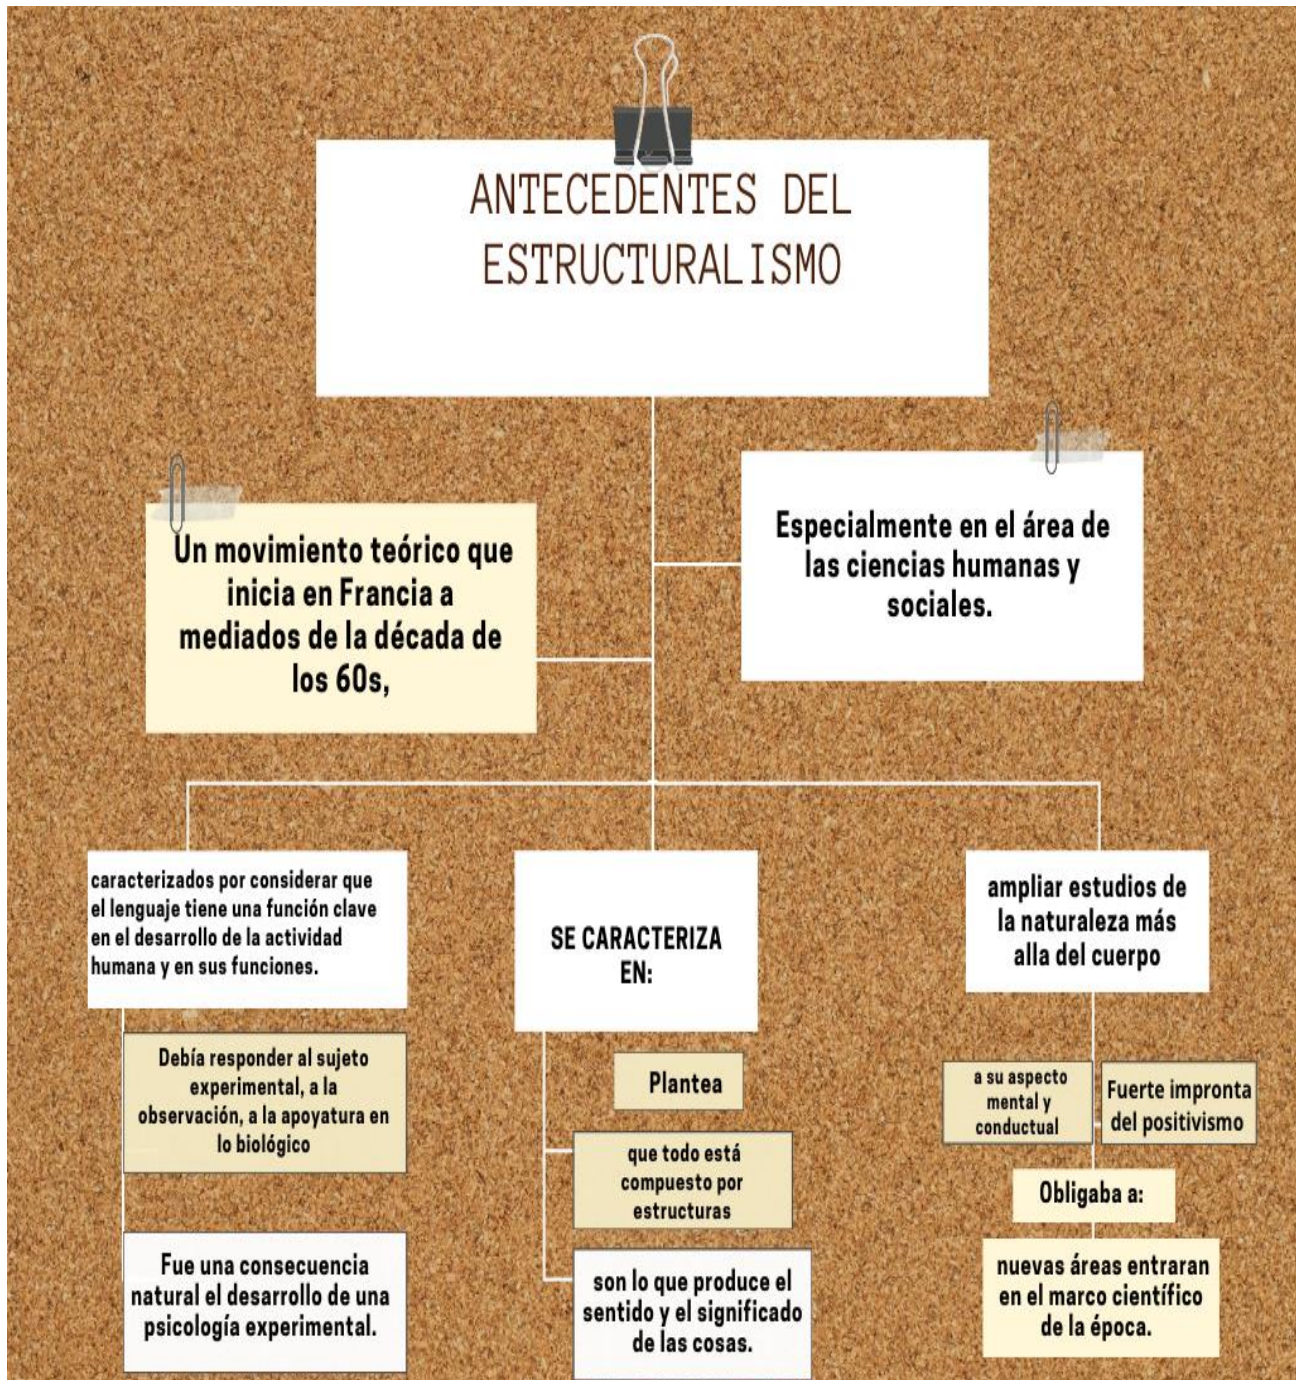 ANTECEDENTES DEL
ESTRUCTURALISMO
Un movimiento teórico que
inicia en Francia a
mediados de la década de
los 60s,
Especialmente en el área de
las ciencias humanas y
sociales.
caracterizados por considerar que
el lenguaje tiene una función clave
en el desarrollo de la actividad
humana y en sus funciones.
Debía responder al sujeto
experimental, a la
observación, a la apoyatura en
lo biológico
Fue una consecuencia
natural el desarrollo de una
psicología experimental.
SE CARACTERIZA
EN:
Plantea
que todo está
compuesto por
estructuras
son lo que produce el
sentido y el significado
de las cosas.
ampliar estudios de
la naturaleza más
alla del cuerpo
a su aspecto
mental y
conductual
Fuerte impronta
del positivismo
Obligaba a:
nuevas áreas entraran
en el marco científico
de la época.